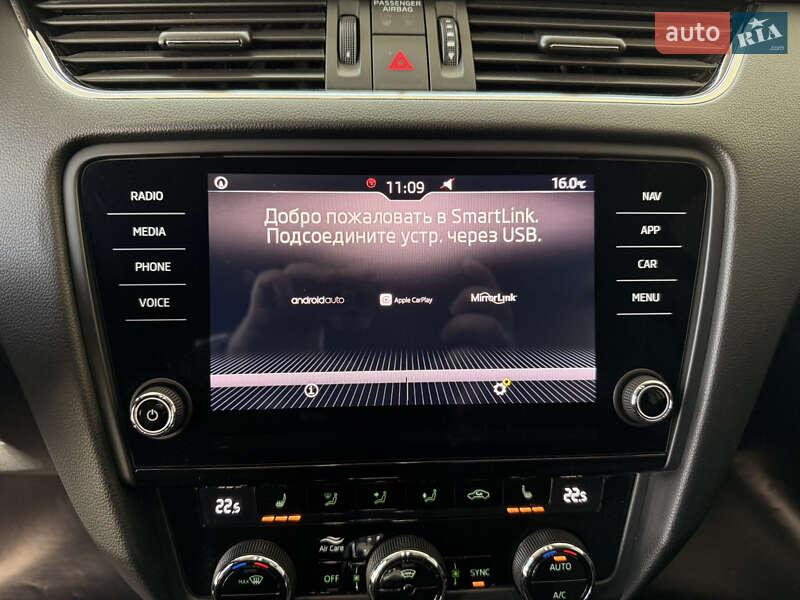 PASSENGER
AIRBAG
auto RIA
.com
11:09
16.0°C
RADIO
MEDIA
PHONE
VOICE
Добро пожаловать в SmartLink.
Подсоедините устр. через USB.
androidauto
Apple CarPlay
MirrorLink
NAV
APP
CAR
MENU
22.5
22.5
Air Care
MAX
OFF
SYNC
AUTO
A/C